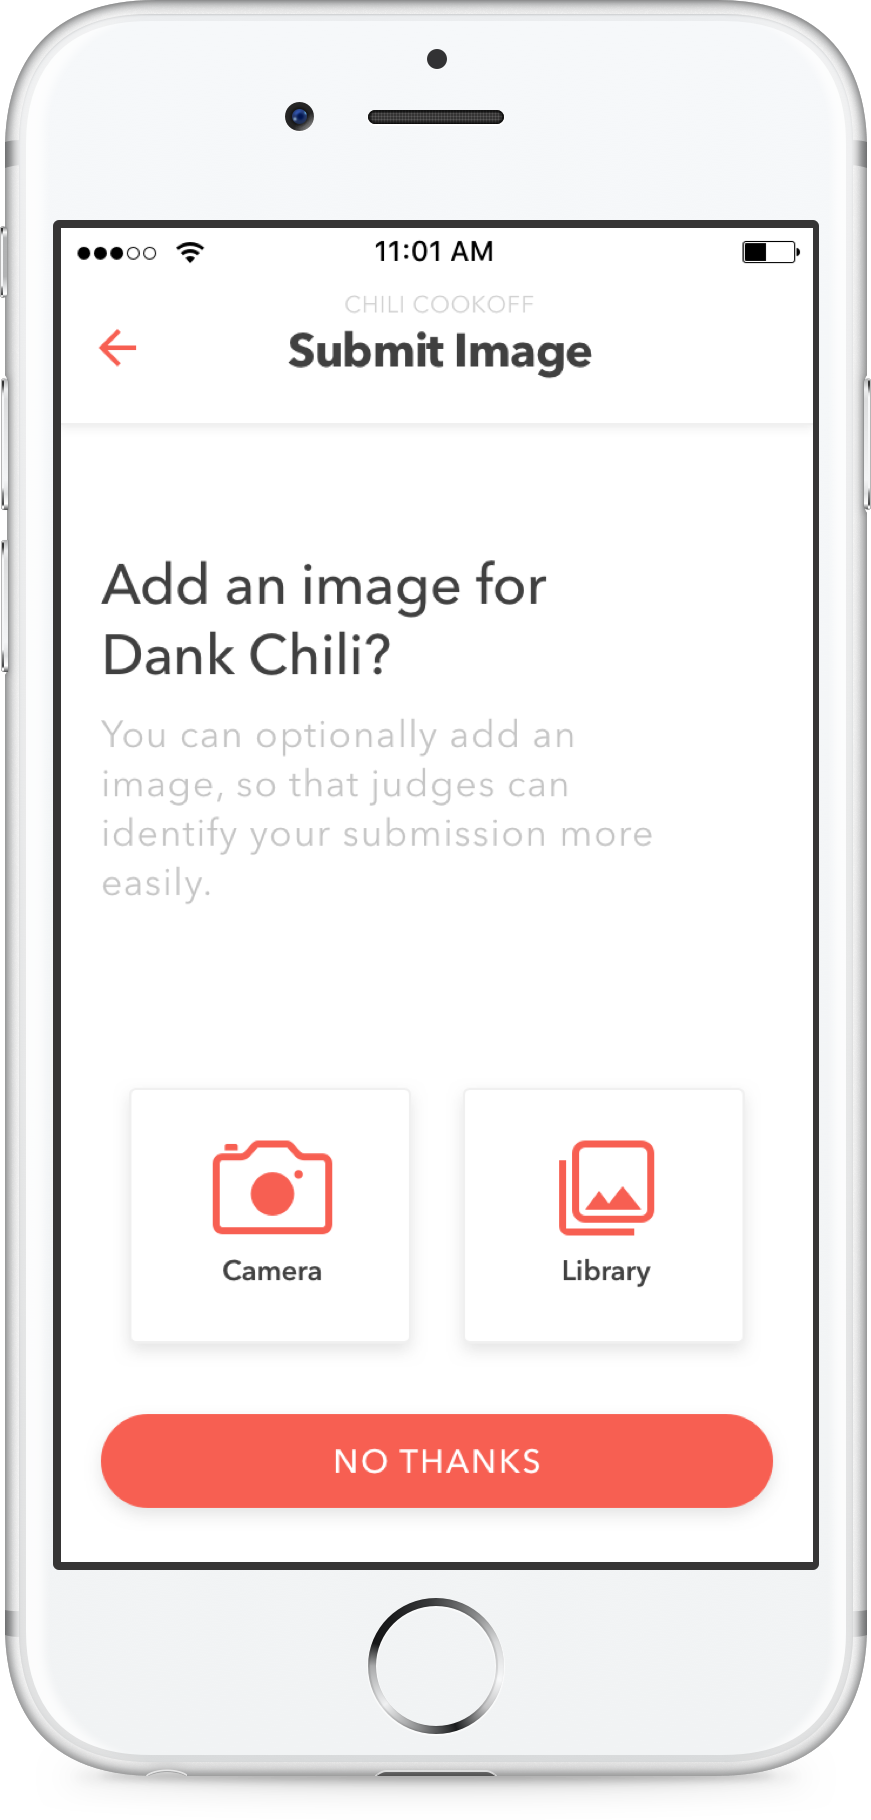 11:01 AM
CHILI COOKOFF
Submit Image
Add an image for
Dank Chili?
You can optionally add an
image, so that judges can
identify your submission more
easily.
Camera
Library
NO THANKS